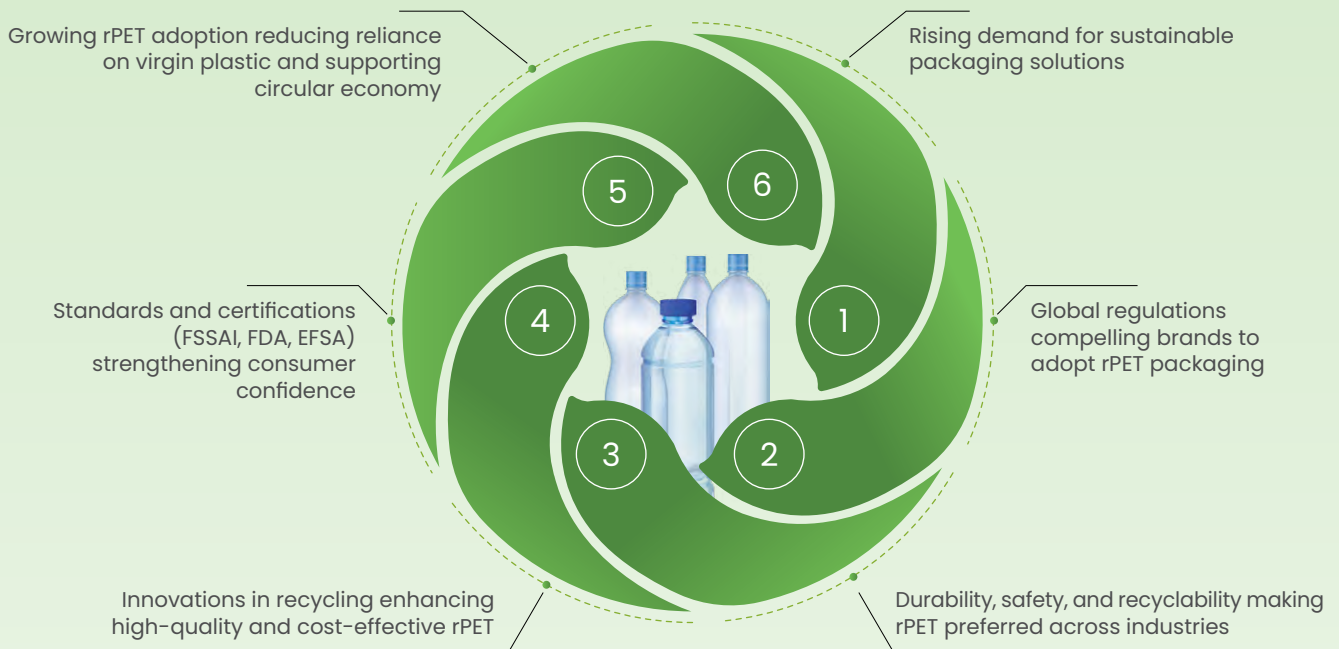 Growing rPET adoption reducing reliance
on virgin plastic and supporting
circular economy
Rising demand for sustainable
packaging solutions
5
6
Standards and certifications
(FSSAI, FDA, EFSA)
strengthening consumer
confidence
4
1
Global regulations
compelling brands to
adopt rPET packaging
3
2
Innovations in recycling enhancing
high-quality and cost-effective rPET
Durability, safety, and recyclability making
rPET preferred across industries